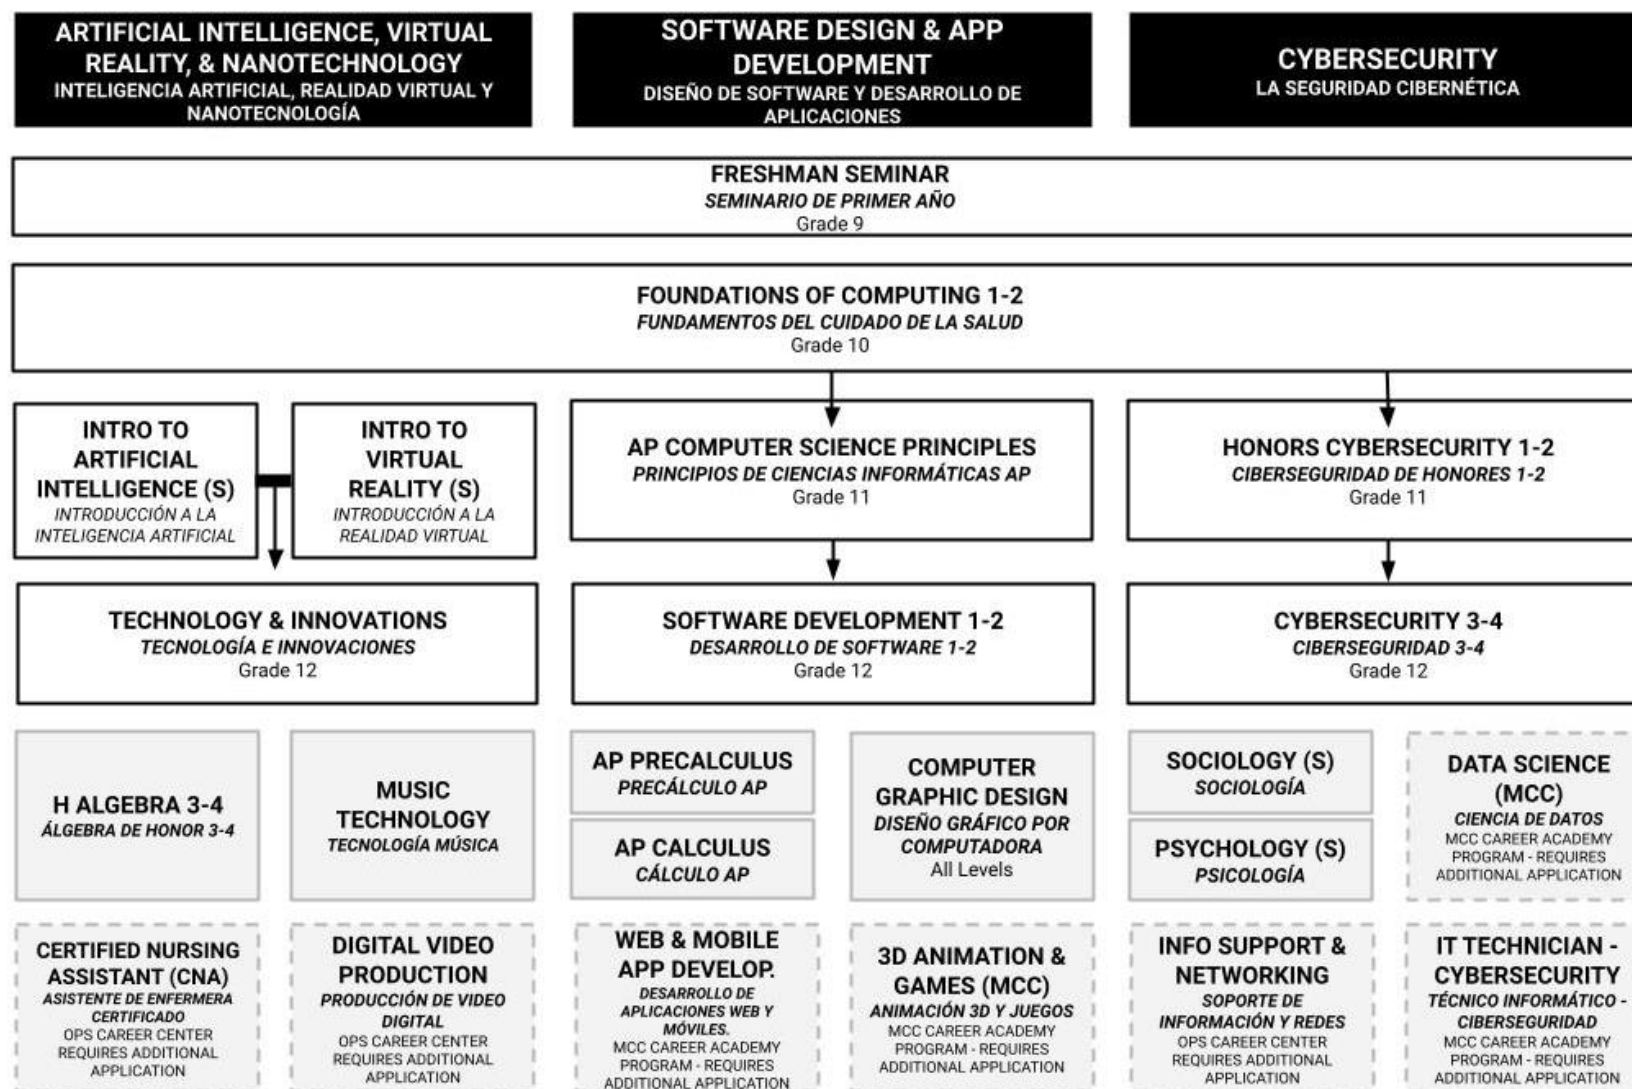 ARTIFICIAL INTELLIGENCE, VIRTUAL
REALITY, & NANOTECHNOLOGY
INTELIGENCIA ARTIFICIAL, REALIDAD VIRTUAL Y
NANOTECNOLOGÍA
SOFTWARE DESIGN & APP
DEVELOPMENT
DISEÑO DE SOFTWARE Y DESARROLLO DE
APLICACIONES
CYBERSECURITY
LA SEGURIDAD CIBERNÉTICA
FRESHMAN SEMINAR
SEMINARIO DE PRIMER AÑO
Grade 9
FOUNDATIONS OF COMPUTING 1-2
FUNDAMENTOS DEL CUIDADO DE LA SALUD
Grade 10
INTRO TO
ARTIFICIAL
INTELLIGENCE (S)
INTRODUCCIÓN A LA
INTELIGENCIA ARTIFICIAL
INTRO TO
VIRTUAL
REALITY (S)
INTRODUCCIÓN A LA
REALIDAD VIRTUAL
AP COMPUTER SCIENCE PRINCIPLES
PRINCIPIOS DE CIENCIAS INFORMÁTICAS AP
Grade 11
HONORS CYBERSECURITY 1-2
CIBERSEGURIDAD DE HONORES 1-2
Grade 11
TECHNOLOGY & INNOVATIONS
TECNOLOGÍA E INNOVACIONES
Grade 12
SOFTWARE DEVELOPMENT 1-2
DESARROLLO DE SOFTWARE 1-2
Grade 12
CYBERSECURITY 3-4
CIBERSEGURIDAD 3-4
Grade 12
H ALGEBRA 3-4
ÁLGEBRA DE HONOR 3-4
MUSIC
TECHNOLOGY
TECNOLOGÍA MÚSICA
AP PRECALCULUS
PRECÁLCULO AP
AP CALCULUS
CÁLCULO AP
COMPUTER
GRAPHIC DESIGN
DISEÑO GRÁFICO POR
COMPUTADORA
All Levels
SOCIOLOGY (S)
SOCIOLOGÍA
PSYCHOLOGY (S)
PSICOLOGÍA
DATA SCIENCE
(MCC)
CIENCIA DE DATOS
MCC CAREER ACADEMY
PROGRAM - REQUIRES
ADDITIONAL APPLICATION
CERTIFIED NURSING
ASSISTANT (CNA)
ASISTENTE DE ENFERMERA
CERTIFICADO
OPS CAREER CENTER
REQUIRES ADDITIONAL
APPLICATION
DIGITAL VIDEO
PRODUCTION
PRODUCCIÓN DE VIDEO
DIGITAL
OPS CAREER CENTER
REQUIRES ADDITIONAL
APPLICATION
WEB & MOBILE
APP DEVELOP.
DESARROLLO DE
APLICACIONES WEB Y
MÓVILES.
MCC CAREER ACADEMY
PROGRAM - REQUIRES
ADDITIONAL APPLICATION
3D ANIMATION &
GAMES (MCC)
ANIMACIÓN 3D Y JUEGOS
MCC CAREER ACADEMY
PROGRAM - REQUIRES
ADDITIONAL APPLICATION
INFO SUPPORT &
NETWORKING
SOPORTE DE
INFORMACIÓN Y REDES
OPS CAREER CENTER
REQUIRES ADDITIONAL
APPLICATION
IT TECHNICIAN -
CYBERSECURITY
TÉCNICO INFORMÁTICO -
CIBERSEGURIDAD
MCC CAREER ACADEMY
PROGRAM - REQUIRES
ADDITIONAL APPLICATION